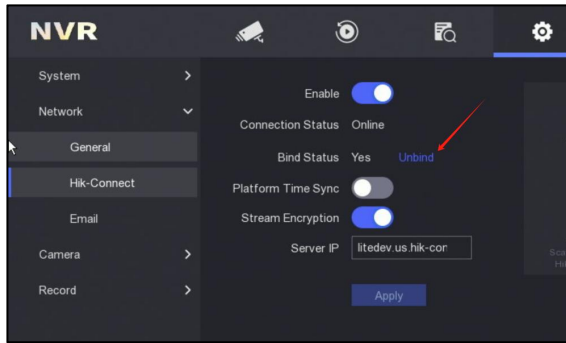 NVR
System
Network
General
Hik-Connect
Email
Camera
Record
Enable
Connection Status Online
Bind Status Yes Unbind
Platform Time Sync
Stream Encryption
Server IP litedev.us.hik-cor
Apply